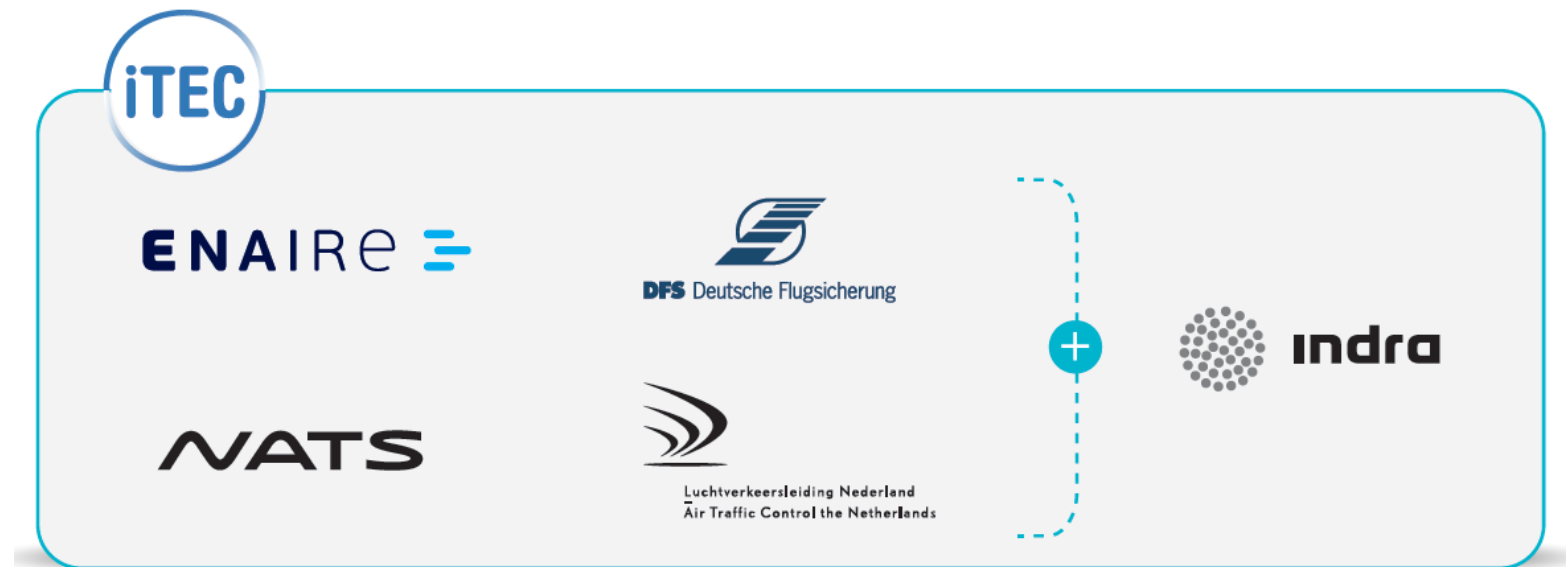 iTEC
ENAIRe
DFS Deutsche Flugsicherung
NATS
Luchtverkeersleiding Nederland
Air Traffic Control the Netherlands
+
indra